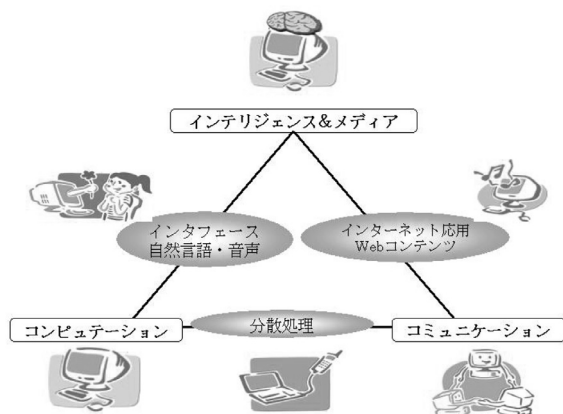 インテリジェンス&メディア
インタフェース
自然言語・音声
インターネット応用
Webコンテンツ
コンピュテーション
分散処理
コミュニケーション